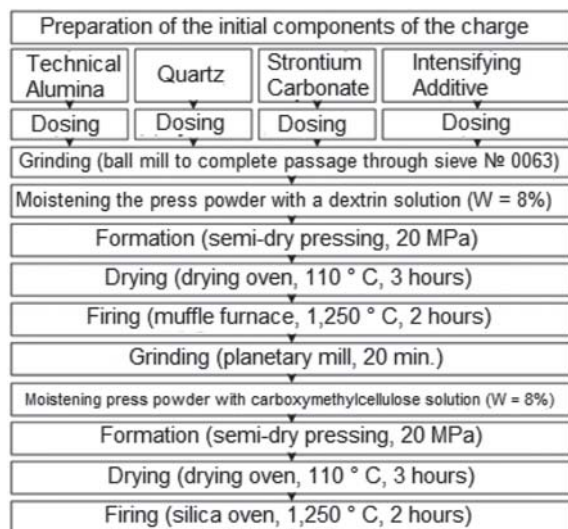 Preparation of the initial components of the charge
Technical Alumina
Quartz
Strontium Carbonate
Intensifying Additive
Dosing
Dosing
Dosing
Dosing
Grinding (ball mill to complete passage through sieve № 0063)
Moistening the press powder with a dextrin solution (W = 8%)
Formation (semi-dry pressing, 20 MPa)
Drying (drying oven, 110 ° C, 3 hours)
Firing (muffle furnace, 1,250 ° C, 2 hours)
Grinding (planetary mill, 20 min.)
Moistening press powder with carboxymethylcellulose solution (W = 8%)
Formation (semi-dry pressing, 20 MPa)
Drying (drying oven, 110 ° C, 3 hours)
Firing (silica oven, 1,250 ° C, 2 hours)